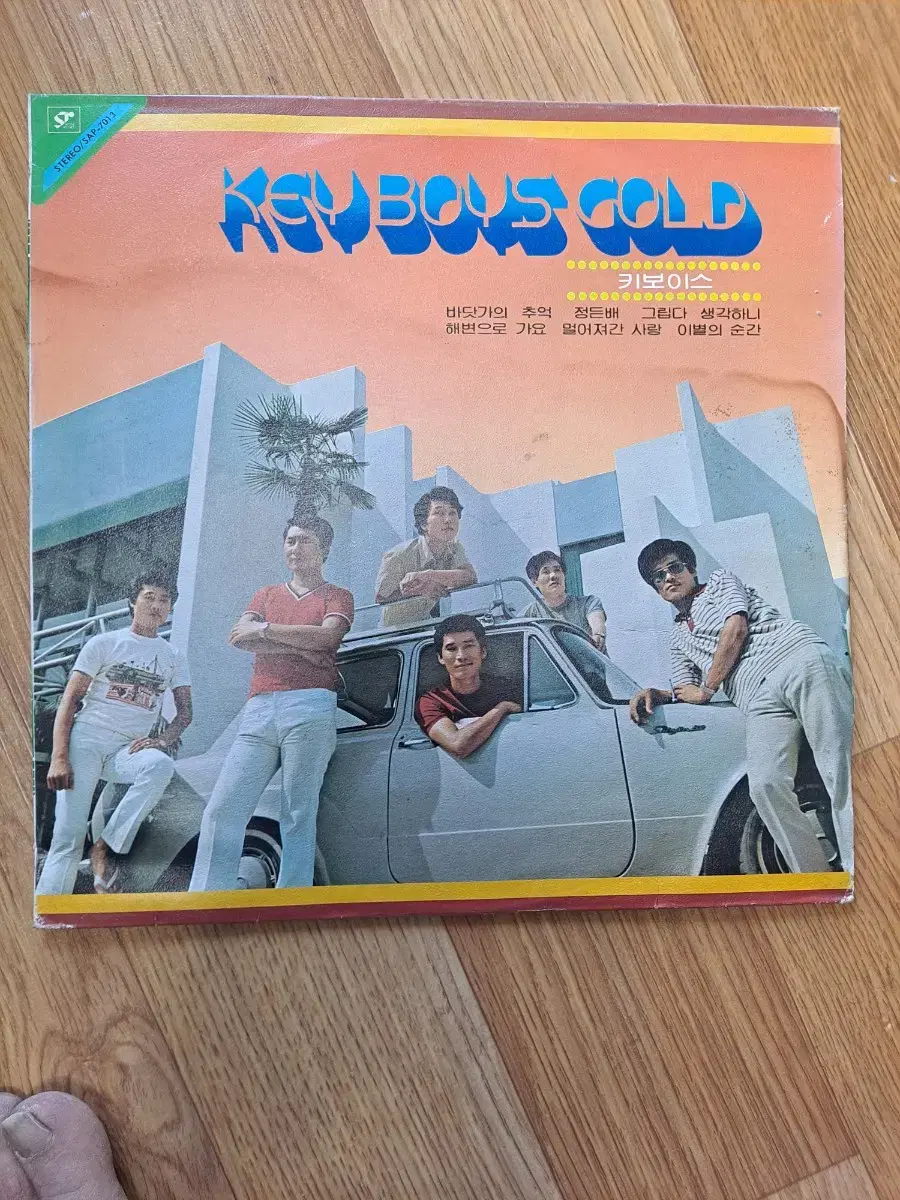 STEREO/SAP-7013
KEY BOYS GOLD
키보이스
바닷가의 추억 정든배 그립다 생각하니
해변으로 가요 멀어져간 사랑 이별의 순간